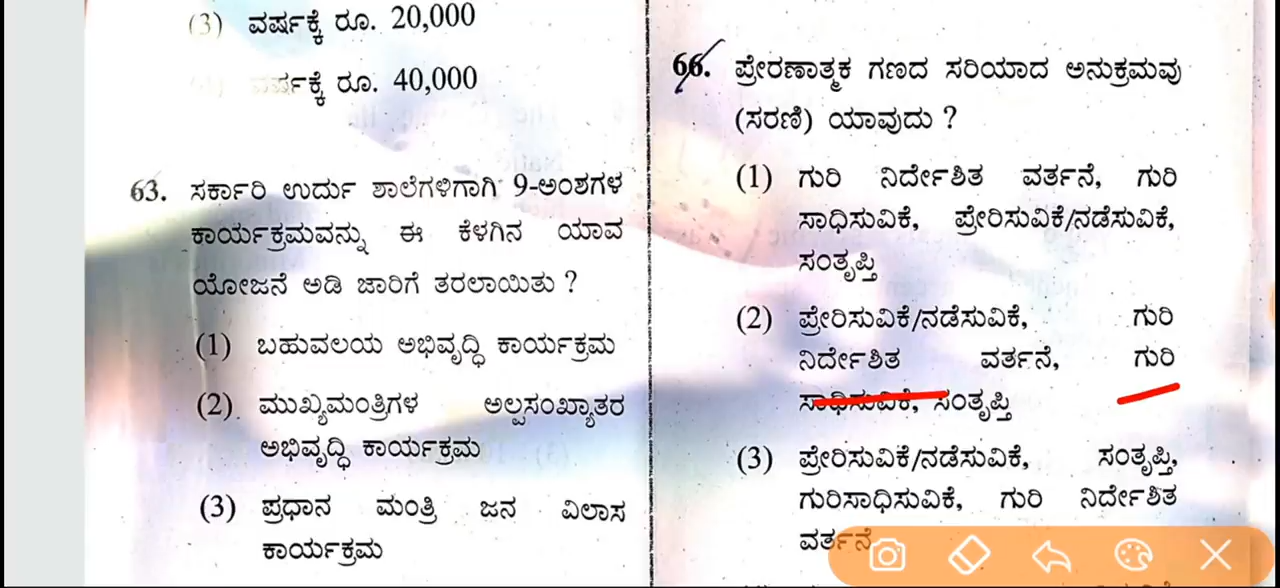 (3) ವರ್ಷಕ್ಕೆ ರೂ. 20,000
ವರ್ಷಕ್ಕೆ ರೂ. 40,000
63. ಸರ್ಕಾರಿ ಉರ್ದು ಶಾಲೆಗಳಿಗಾಗಿ 9-ಅಂಶಗಳ
ಕಾರ್ಯಕ್ರಮವನ್ನು ಈ ಕೆಳಗಿನ ಯಾವ
ಯೋಜನೆ ಅಡಿ ಜಾರಿಗೆ ತರಲಾಯಿತು ?
(1) ಬಹುವಲಯ ಅಭಿವೃದ್ಧಿ ಕಾರ್ಯಕ್ರಮ
(2) ಮುಖ್ಯಮಂತ್ರಿಗಳ ಅಲ್ಪಸಂಖ್ಯಾತರ
ಅಭಿವೃದ್ಧಿ ಕಾರ್ಯಕ್ರಮ
(3) ಪ್ರಧಾನ ಮಂತ್ರಿ ಜನ ವಿಲಾಸ
ಕಾರ್ಯಕ್ರಮ
66. ಪ್ರೇರಣಾತ್ಮಕ ಗಣದ ಸರಿಯಾದ ಅನುಕ್ರಮವು
(ಸರಣಿ) ಯಾವುದು ?
(1) ಗುರಿ ನಿರ್ದೇಶಿತ ವರ್ತನೆ, ಗುರಿ
ಸಾಧಿಸುವಿಕೆ, ಪ್ರೇರಿಸುವಿಕೆ/ನಡೆಸುವಿಕೆ,
ಸಂತೃಪ್ತಿ
(2) ಪ್ರೇರಿಸುವಿಕೆ/ನಡೆಸುವಿಕೆ, ಗುರಿ
ನಿರ್ದೇಶಿತ ವರ್ತನೆ, ಗುರಿ
ಸಾಧಿಸುವಿಕೆ, ಸಂತೃಪ್ತಿ
(3) ಪ್ರೇರಿಸುವಿಕೆ/ನಡೆಸುವಿಕೆ, ಸಂತೃಪ್ತಿ,
ಗುರಿಸಾಧಿಸುವಿಕೆ, ಗುರಿ ನಿರ್ದೇಶಿತ
ವರ್ತನೆ